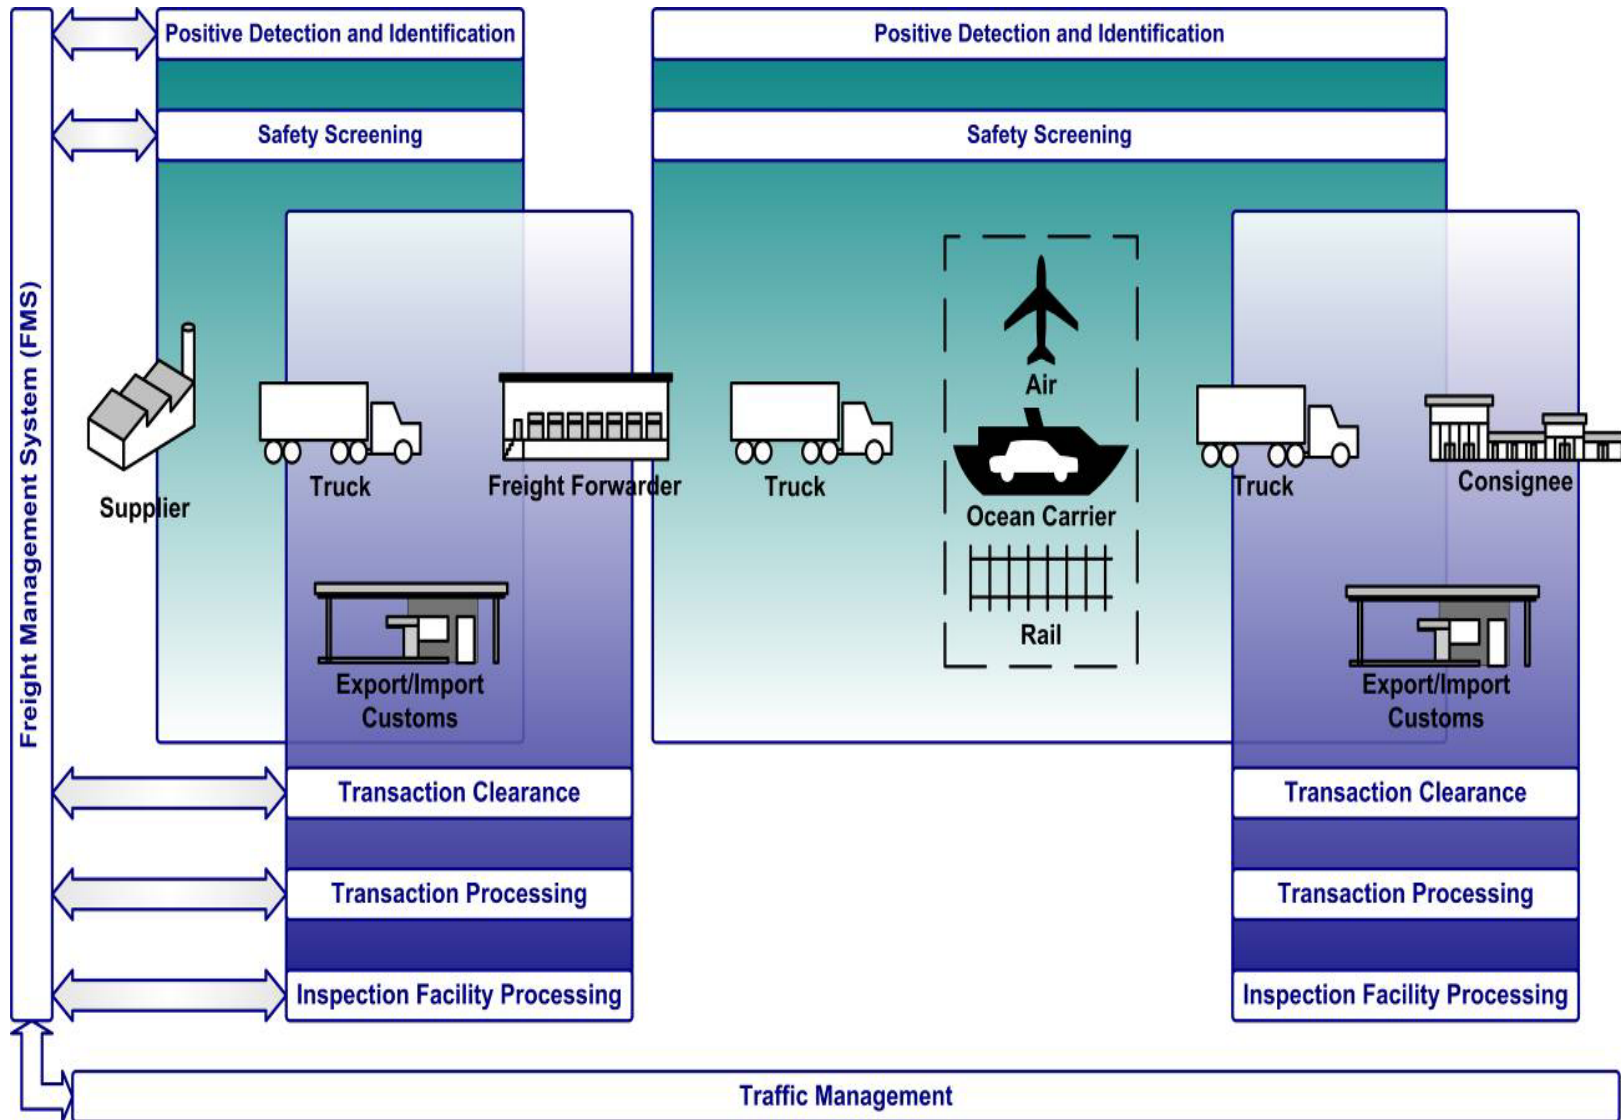 Positive Detection and Identification
Positive Detection and Identification
Safety Screening
Safety Screening
Freight Management System (FMS)
Air
Supplier
Truck
Freight Forwarder
Truck
Ocean Carrier
Truck
Consignee
Rail
Export/Import
Customs
Export/Import
Customs
Transaction Clearance
Transaction Clearance
Transaction Processing
Transaction Processing
Inspection Facility Processing
Inspection Facility Processing
Traffic Management